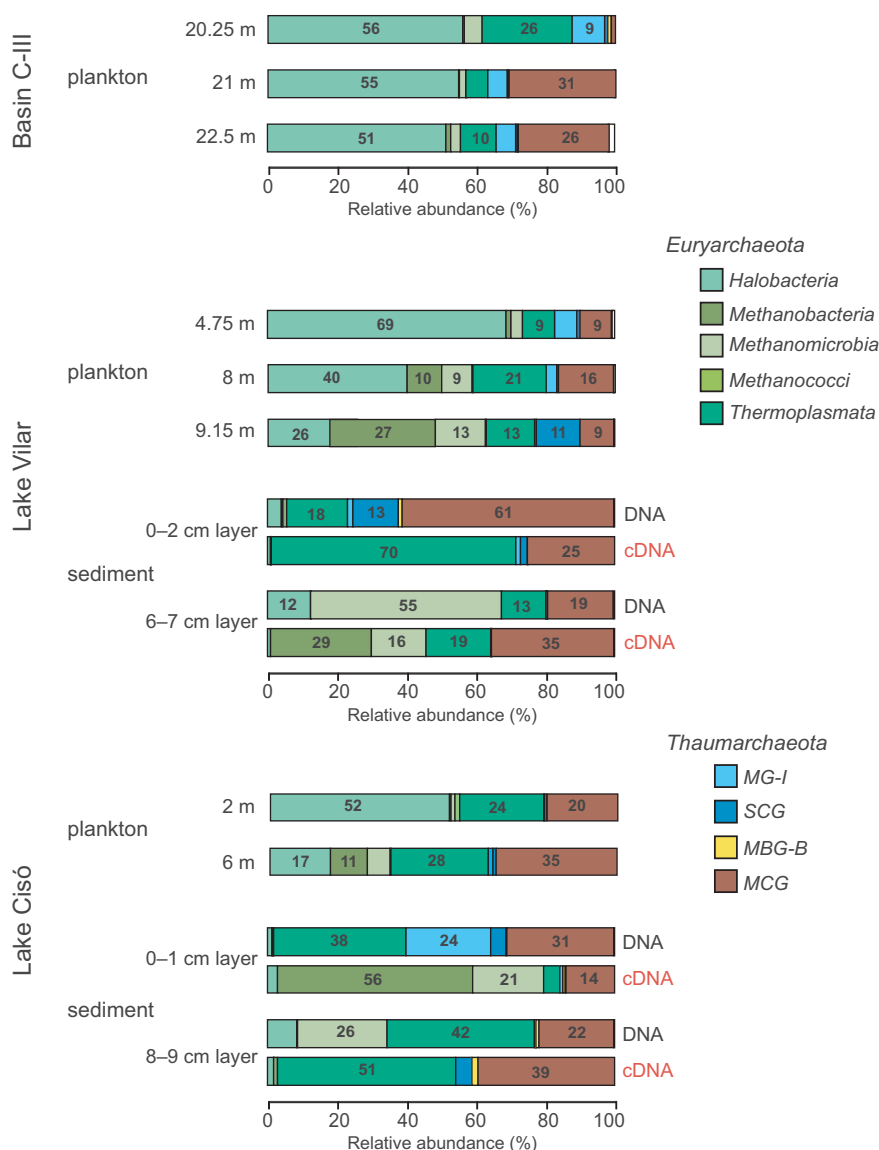 Basin C-III
plankton
20.25 m
56 26 9
21 m
55 31
22.5 m
51 10 26
0 20 40 60 80 100
Relative abundance (%)
Euryarchaeota
Halobacteria
Methanobacteria
Methanomicrobia
Methanococci
Thermoplasmata
Lake Vilar
plankton
4.75 m
69 9 9
8 m
40 10 9 21 16
9.15 m
26 27 13 13 11 9
sediment
0–2 cm layer
18 13 61 DNA
70 25 cDNA
6–7 cm layer
12 55 13 19 DNA
29 16 19 35 cDNA
0 20 40 60 80 100
Relative abundance (%)
Thaumarchaeota
MG-I
SCG
MBG-B
MCG
Lake Cisó
plankton
2 m
52 24 20
6 m
17 11 28 35
sediment
0–1 cm layer
38 24 31 DNA
56 21 14 cDNA
8–9 cm layer
26 42 22 DNA
51 39 cDNA
0 20 40 60 80 100
Relative abundance (%)